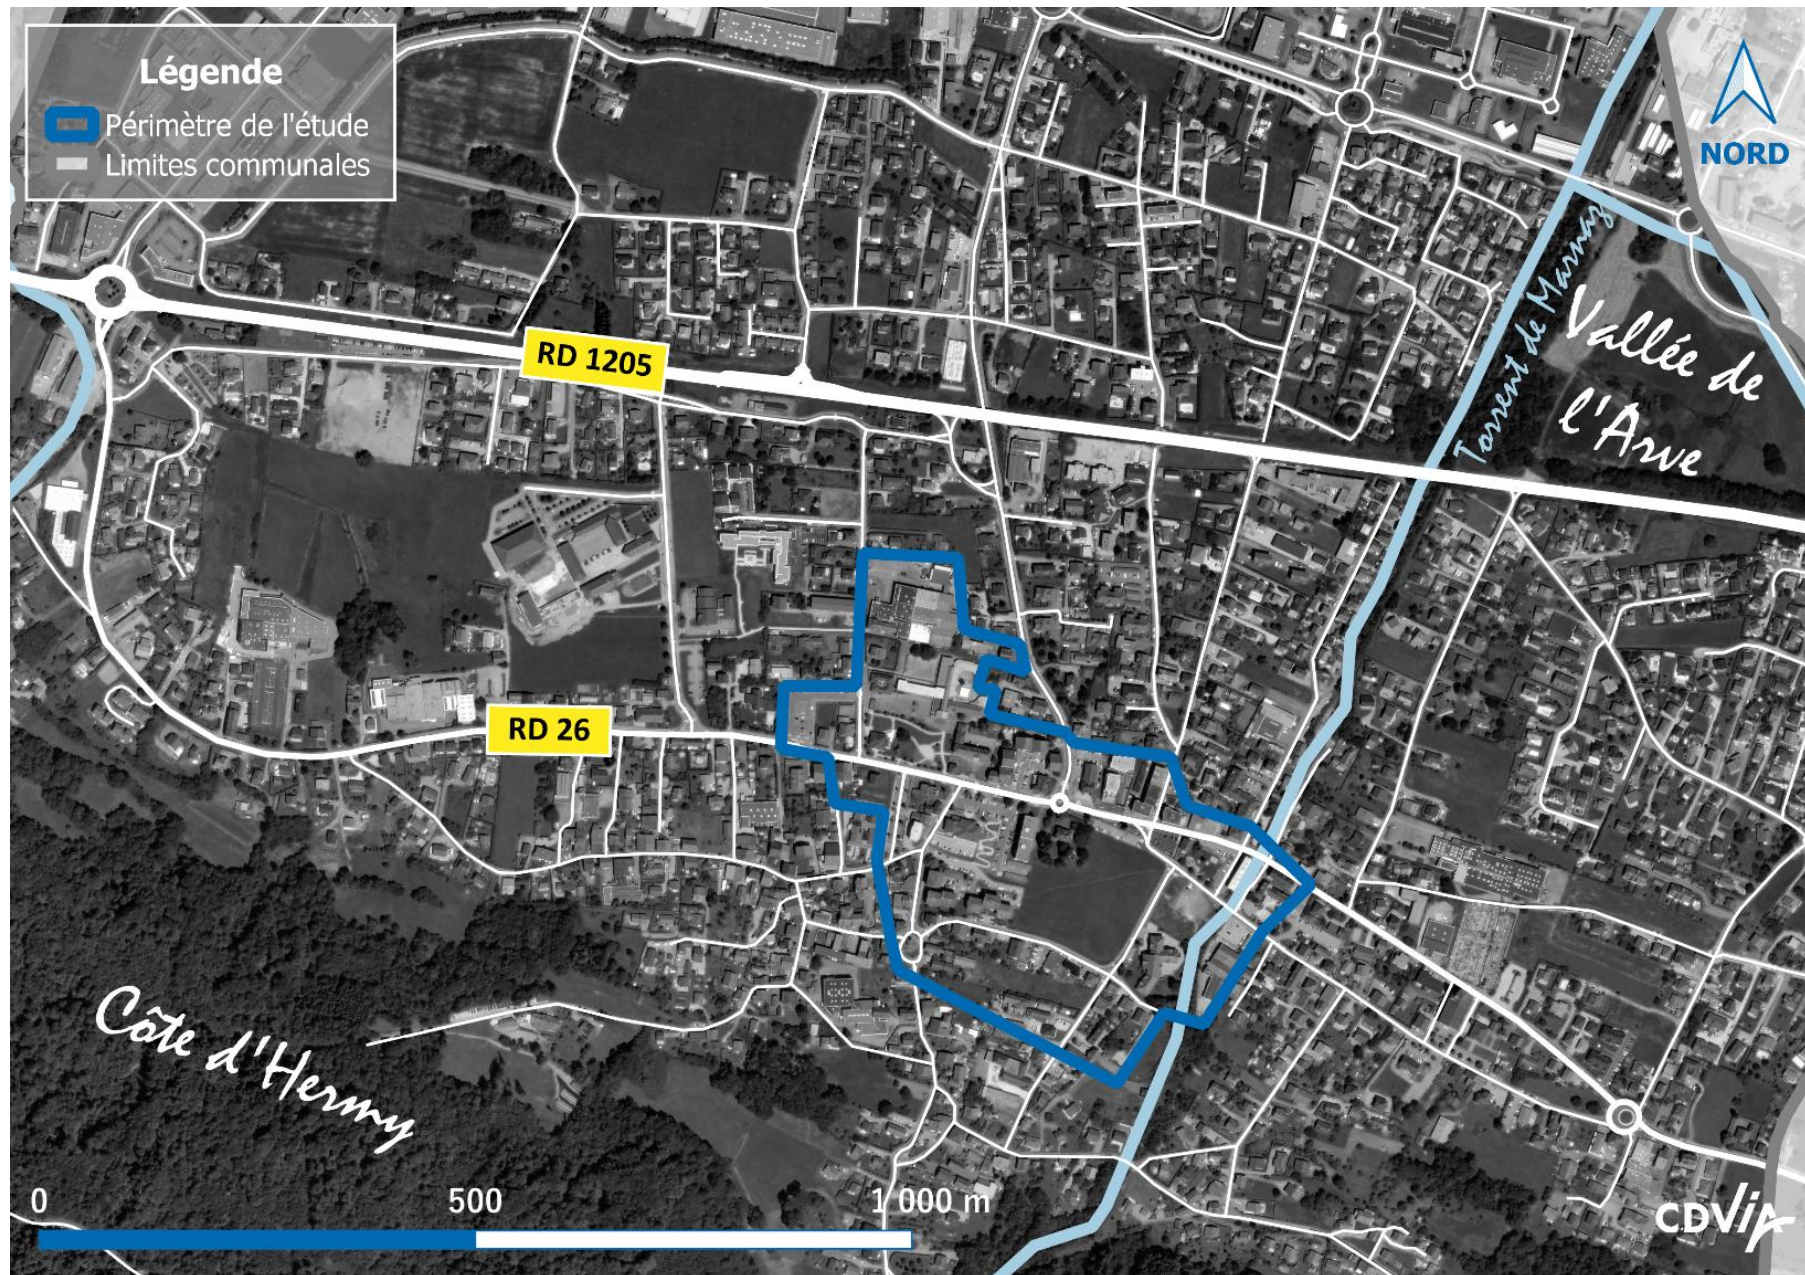 Légende
Périmètre de l'étude
Limites communales
NORD
RD 1205
Torrent de Marnaz
Vallée de
l'Arve
RD 26
Côte d'Hermy
0 500 1 000 m
CDVIA